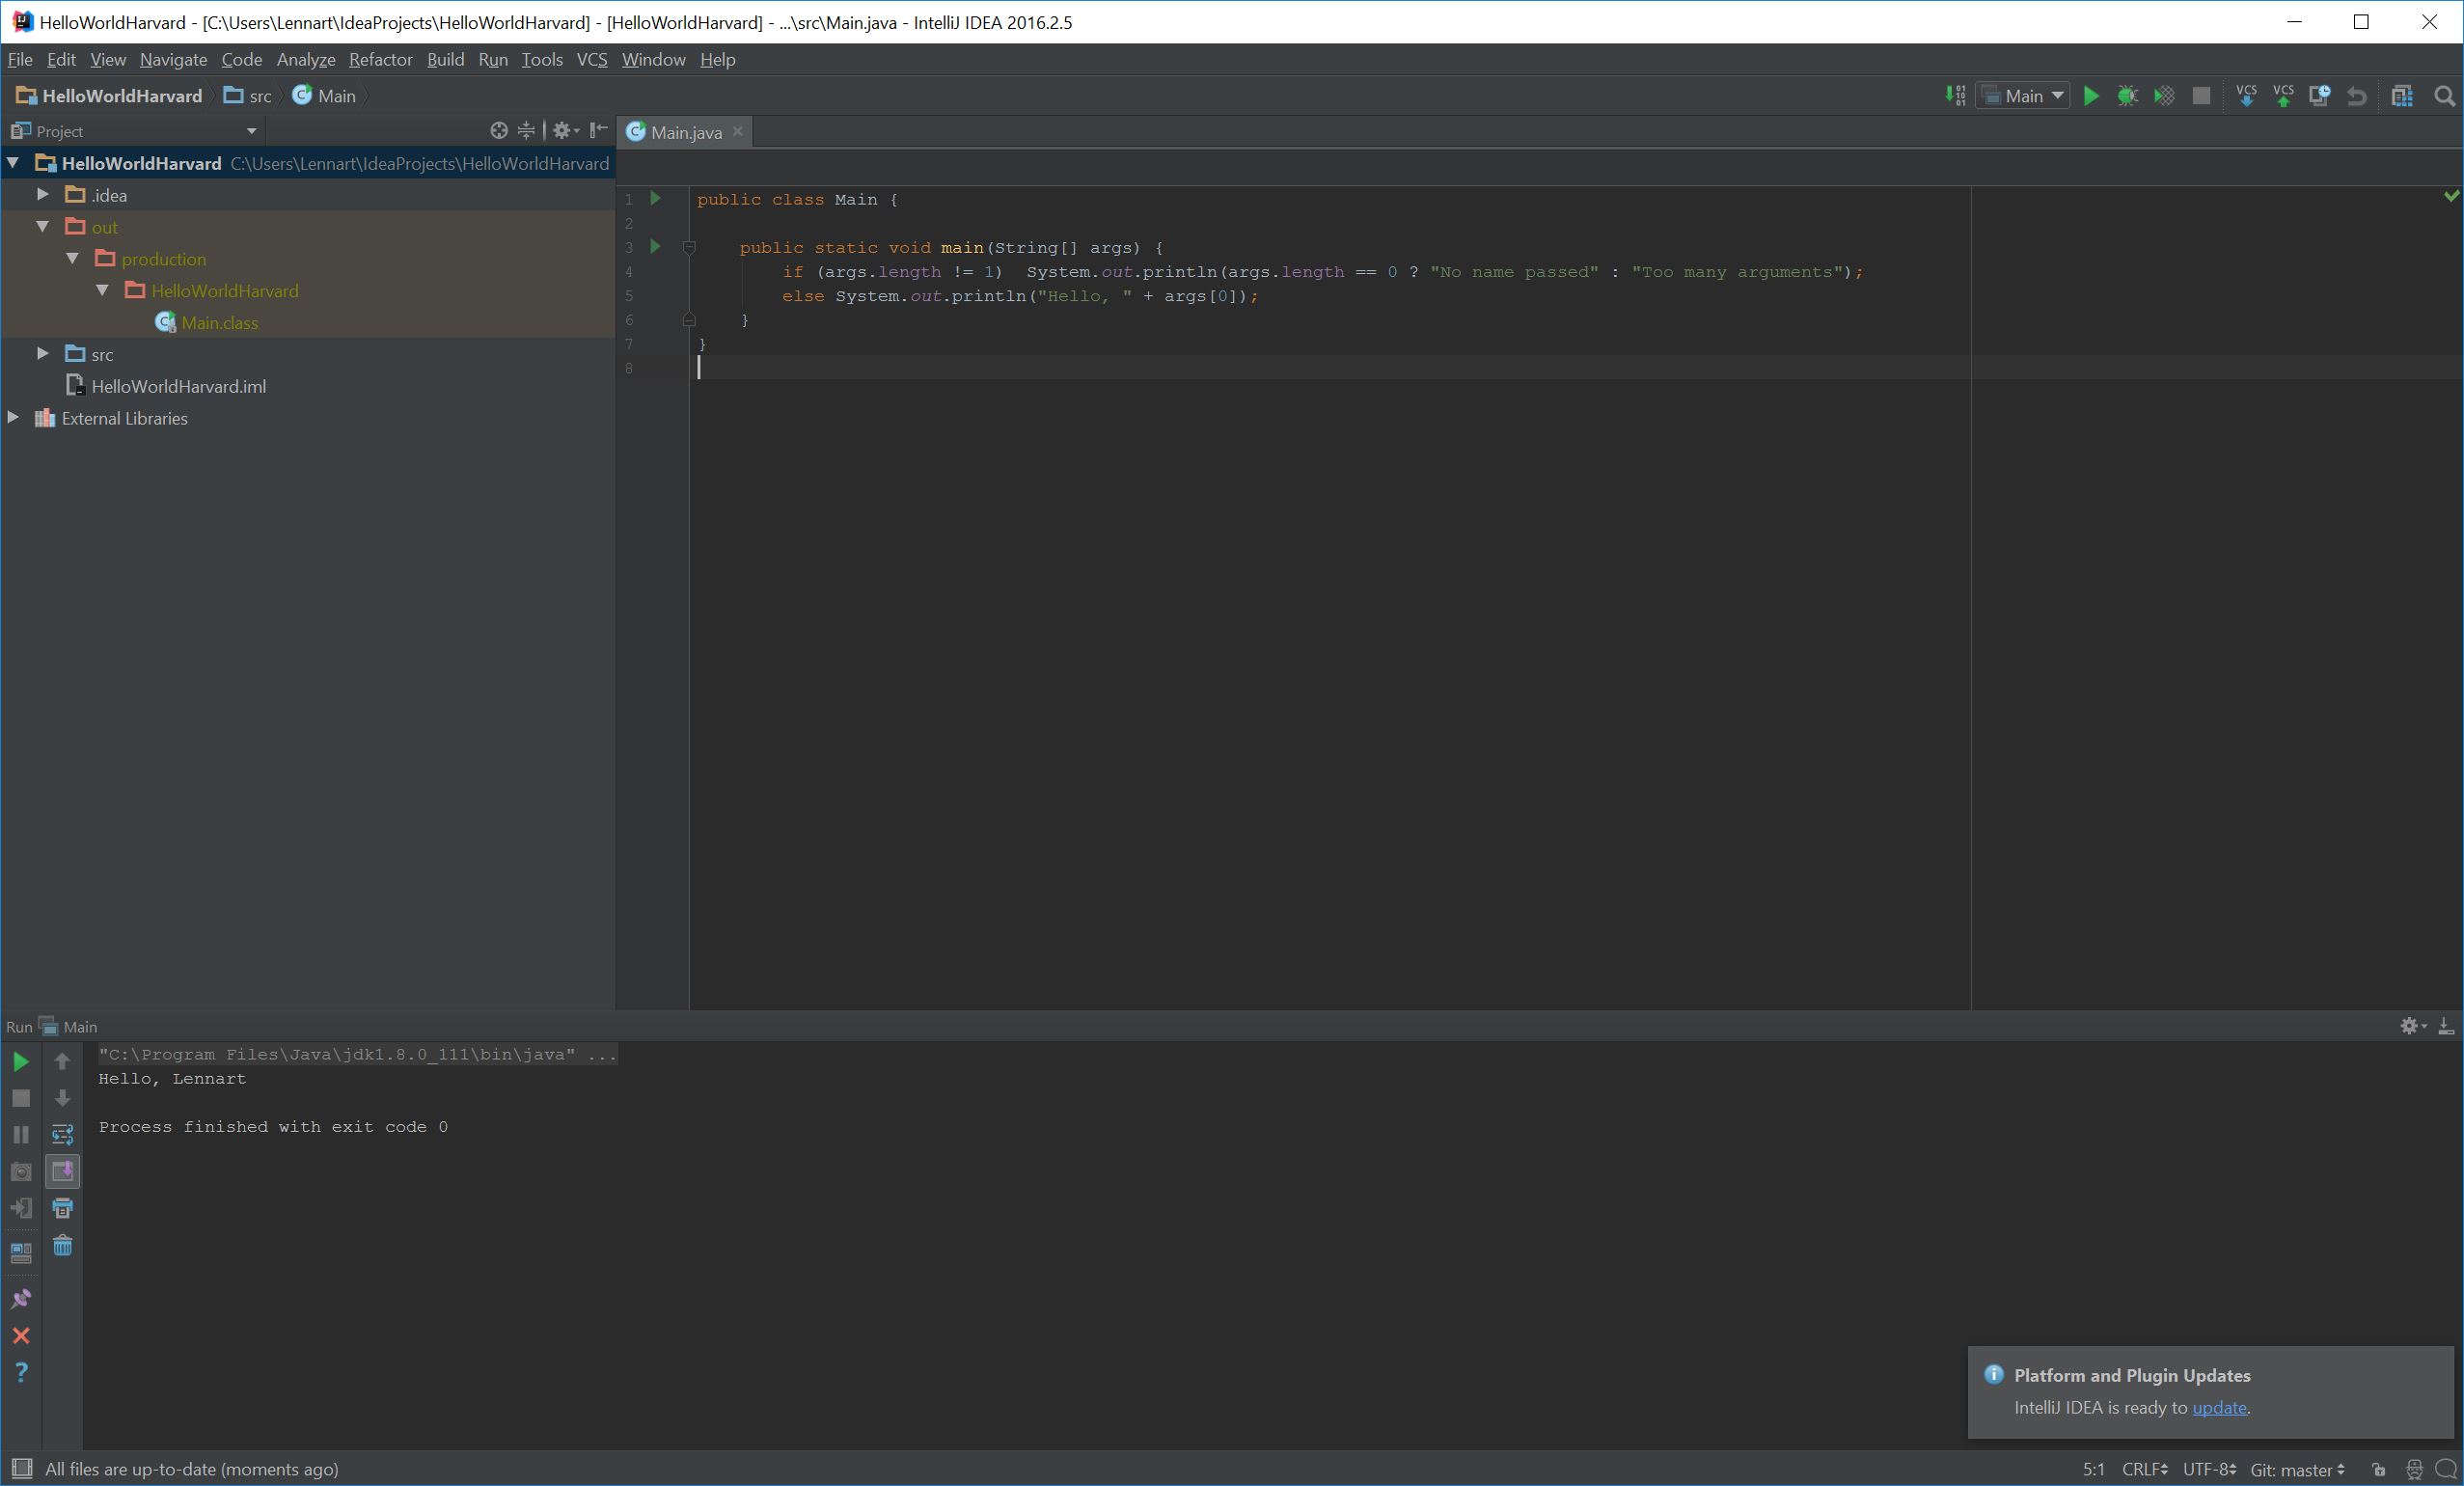 HelloWorldHarvard - [C:\Users\Lennart\IdeaProjects\HelloWorldHarvard] - [HelloWorldHarvard] - ...\src\Main.java - IntelliJ IDEA 2016.2.5
File Edit View Navigate Code Analyze Refactor Build Run Tools VCS Window Help
HelloWorldHarvard src Main
Main VCS VCS
Project
Main.java
HelloWorldHarvard C:\Users\Lennart\IdeaProjects\HelloWorldHarvard
.idea
out
production
HelloWorldHarvard
Main.class
src
HelloWorldHarvard.iml
External Libraries
1 public class Main {
2
3 public static void main(String[] args) {
4 if (args.length != 1)  System.out.println(args.length == 0 ? "No name passed" : "Too many arguments");
5 else System.out.println("Hello, " + args[0]);
6 }
7 }
8
Run Main
"C:\Program Files\Java\jdk1.8.0_111\bin\java" ...
Hello, Lennart
Process finished with exit code 0
Platform and Plugin Updates
IntelliJ IDEA is ready to update.
All files are up-to-date (moments ago)
5:1 CRLF UTF-8 Git: master